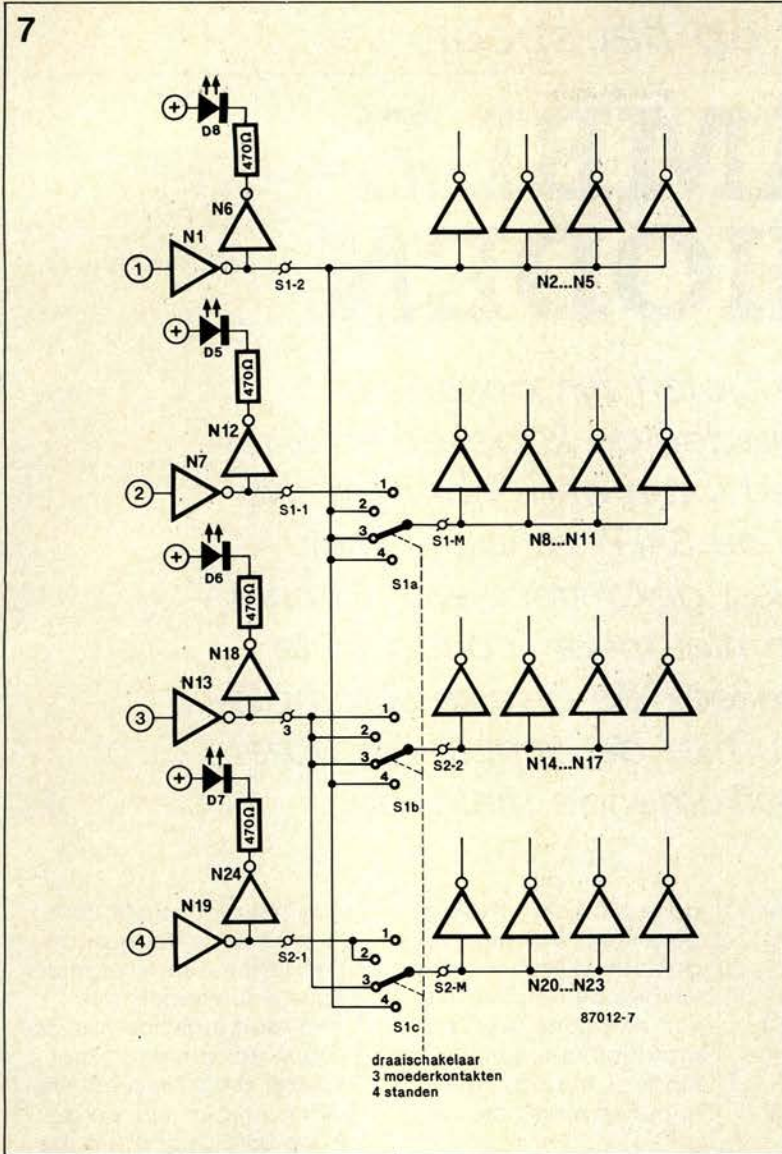 7
D8
470Ω
N6
N1
1
S1-2
N2...N5
D5
470Ω
N12
N7
2
S1-1
1
2
3
4
S1a
S1-M
N8...N11
D6
470Ω
N18
N13
3
3
1
2
3
4
S1b
S2-2
N14...N17
D7
470Ω
N24
N19
4
S2-1
1
2
3
4
S1c
S2-M
N20...N23
87012-7
draaischakelaar
3 moederkontakten
4 standen